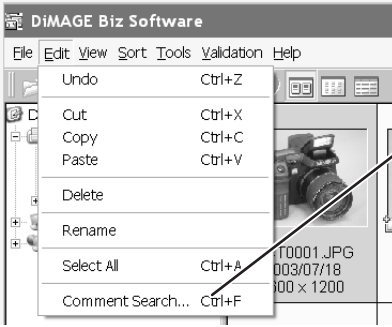 DiMAGE Biz Software
File Edit View Sort Tools Validation Help
Undo Ctrl+Z
Cut Ctrl+X
Copy Ctrl+C
Paste Ctrl+V
Delete
Rename
Select All Ctrl+A
Comment Search... Ctrl+F
T0001.JPG
003/07/18
600 × 1200